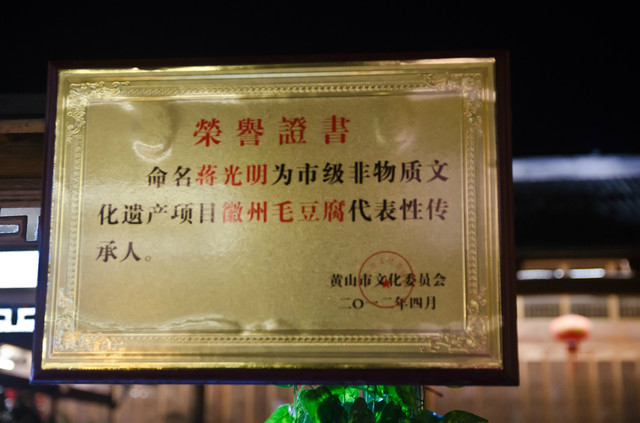 榮譽證書
命名蒋光明为市级非物质文
化遗产项目徽州毛豆腐代表性传
承人。
黄山市文化委员会
二〇一二年四月